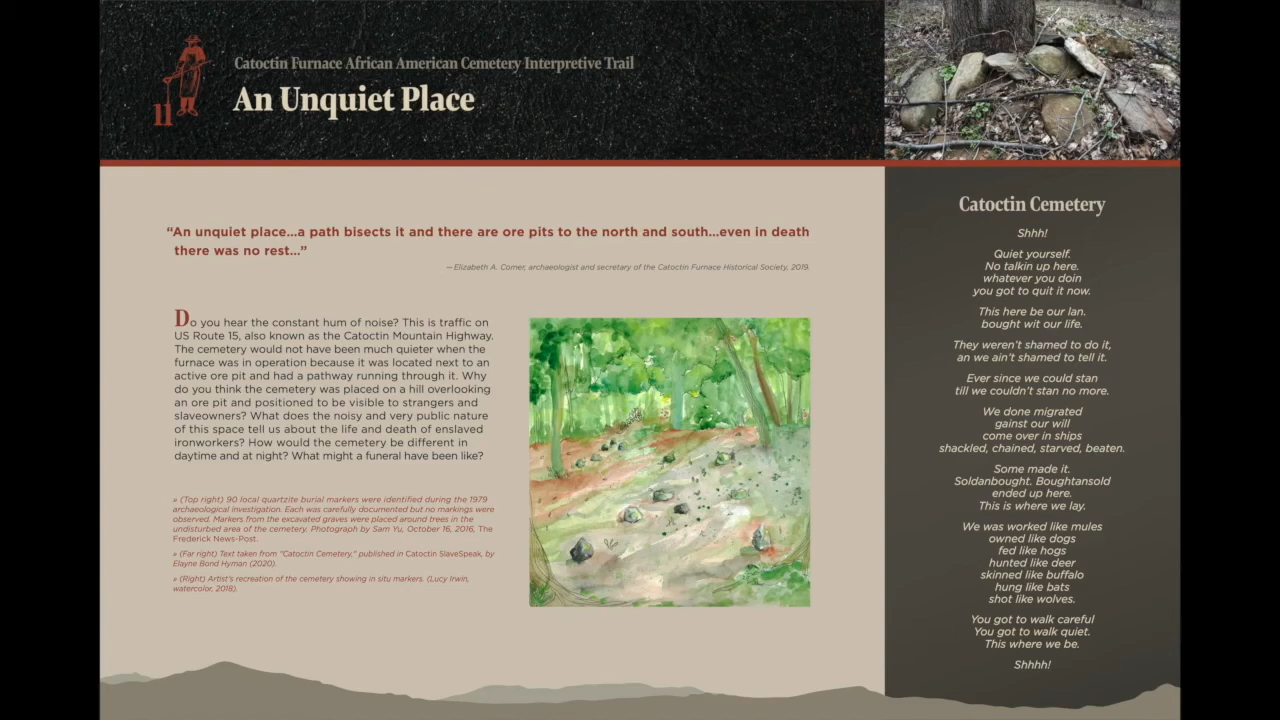 11
Catoctin Furnace African American Cemetery Interpretive Trail
An Unquiet Place
“An unquiet place...a path bisects it and there are ore pits to the north and south...even in death
there was no rest...”
— Elizabeth A. Comer, archaeologist and secretary of the Catoctin Furnace Historical Society, 2019.
Do you hear the constant hum of noise? This is traffic on
US Route 15, also known as the Catoctin Mountain Highway.
The cemetery would not have been much quieter when the
furnace was in operation because it was located next to an
active ore pit and had a pathway running through it. Why
do you think the cemetery was placed on a hill overlooking
an ore pit and positioned to be visible to strangers and
slaveowners? What does the noisy and very public nature
of this space tell us about the life and death of enslaved
ironworkers? How would the cemetery be different in
daytime and at night? What might a funeral have been like?
» (Top right) 90 local quartzite burial markers were identified during the 1979
archaeological investigation. Each was carefully documented but no markings were
observed. Markers from the excavated graves were placed around trees in the
undisturbed area of the cemetery. Photograph by Sam Yu, October 16, 2016, The
Frederick News-Post.
» (Far right) Text taken from “Catoctin Cemetery,” published in Catoctin SlaveSpeak, by
Elayne Bond Hyman (2020).
» (Right) Artist's recreation of the cemetery showing in situ markers. (Lucy Irwin,
watercolor, 2018).
Catoctin Cemetery
Shhh!
Quiet yourself.
No talkin up here.
whatever you doin
you got to quit it now.
This here be our lan.
bought wit our life.
They weren’t shamed to do it,
an we ain’t shamed to tell it.
Ever since we could stan
till we couldn’t stan no more.
We done migrated
gainst our will
come over in ships
shackled, chained, starved, beaten.
Some made it.
Soldanbought. Boughtansold
ended up here.
This is where we lay.
We was worked like mules
owned like dogs
fed like hogs
hunted like deer
skinned like buffalo
hung like bats
shot like wolves.
You got to walk careful
You got to walk quiet.
This where we be.
Shhhh!